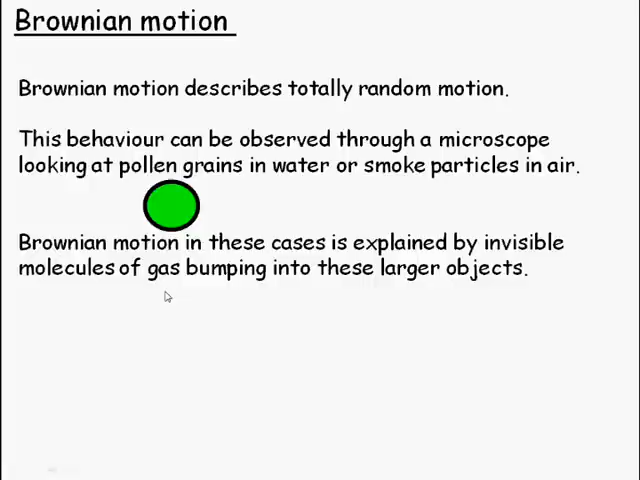 Brownian motion
Brownian motion describes totally random motion.
This behaviour can be observed through a microscope
looking at pollen grains in water or smoke particles in air.
Brownian motion in these cases is explained by invisible
molecules of gas bumping into these larger objects.